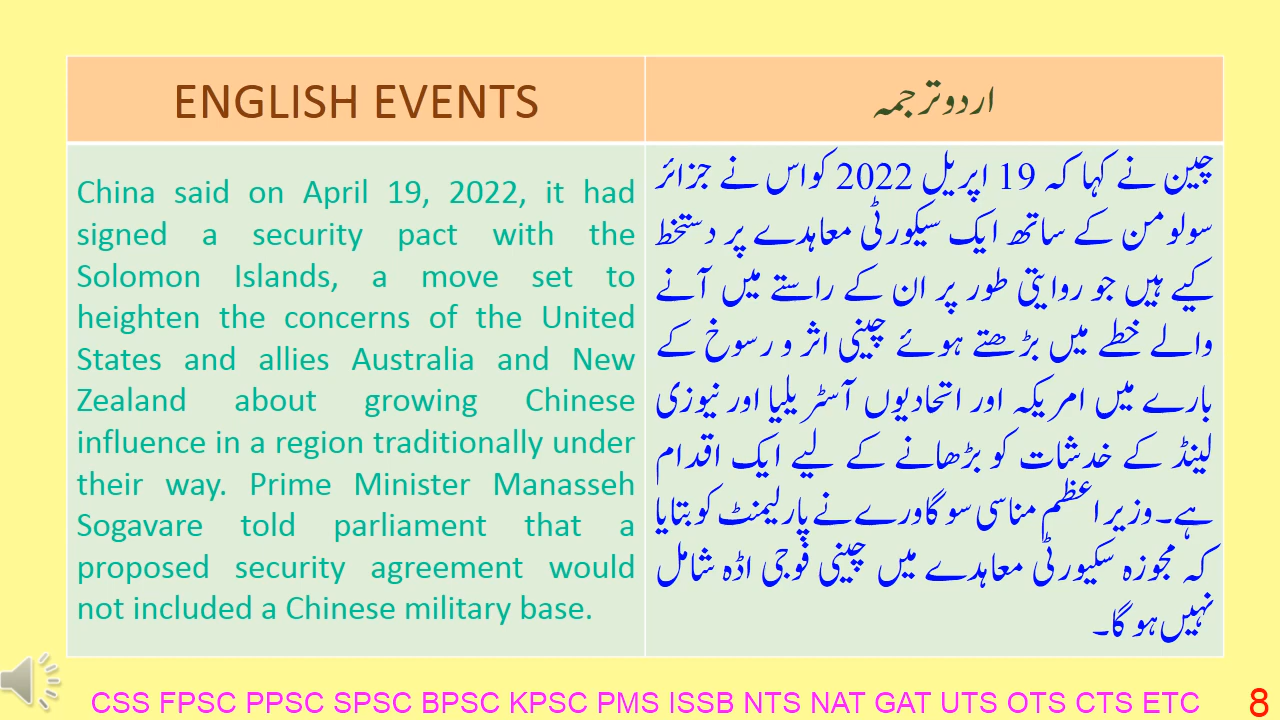 ENGLISH EVENTS
اردو ترجمہ
China said on April 19, 2022, it had
signed a security pact with the
Solomon Islands, a move set to
heighten the concerns of the United
States and allies Australia and New
Zealand about growing Chinese
influence in a region traditionally under
their way. Prime Minister Manasseh
Sogavare told parliament that a
proposed security agreement would
not included a Chinese military base.
چین نے کہا کہ 19 اپریل 2022 کو اس نے جزائر
سولومن کے ساتھ ایک سیکورٹی معاہدے پر دستخط
کیے ہیں جو روایتی طور پر ان کے راستے میں آنے
والے خطے میں بڑھتے ہوئے چینی اثر و رسوخ کے
بارے میں امریکہ اور اتحادیوں آسٹریلیا اور نیوزی
لینڈ کے خدشات کو بڑھانے کے لیے ایک اقدام
ہے۔ وزیر اعظم مناسی سوگاورے نے پارلیمنٹ کو بتایا
کہ مجوزہ سکیورٹی معاہدے میں چینی فوجی اڈہ شامل
نہیں ہو گا۔
CSS FPSC PPSC SPSC BPSC KPSC PMS ISSB NTS NAT GAT UTS OTS CTS ETC
8